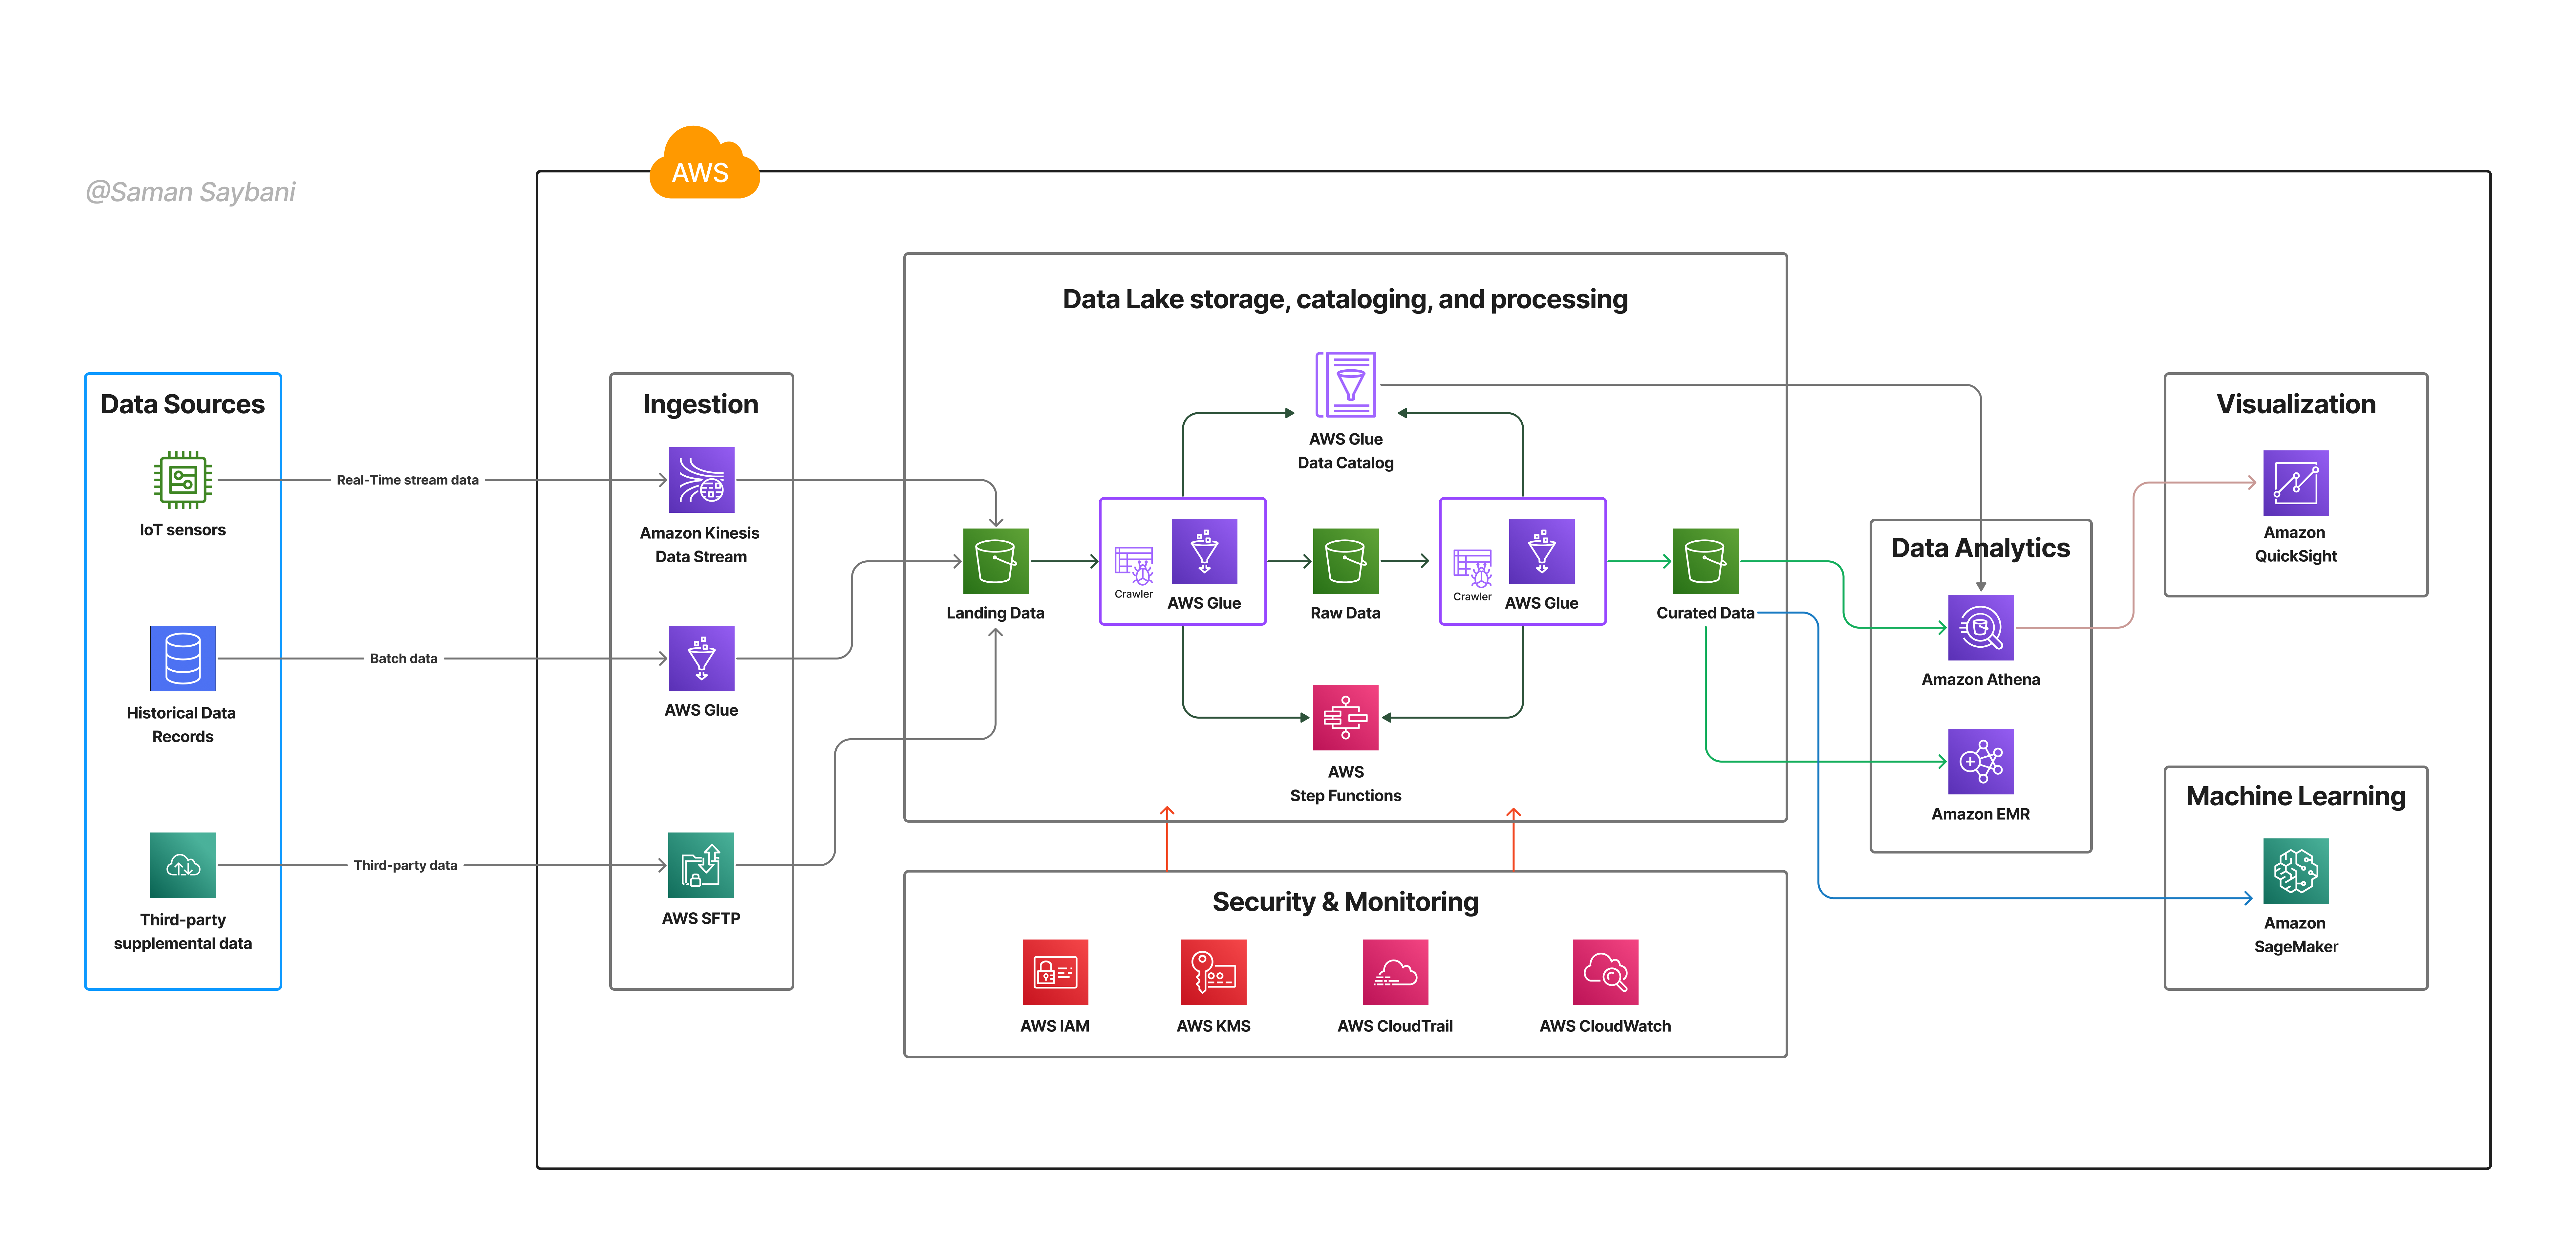 @Saman Saybani
AWS
Data Sources
IoT sensors
Historical Data
Records
Third-party
supplemental data
Real-Time stream data
Batch data
Third-party data
Ingestion
Amazon Kinesis
Data Stream
AWS Glue
AWS SFTP
Data Lake storage, cataloging, and processing
AWS Glue
Data Catalog
Landing Data
Crawler
AWS Glue
Raw Data
Crawler
AWS Glue
Curated Data
AWS
Step Functions
Security & Monitoring
AWS IAM
AWS KMS
AWS CloudTrail
AWS CloudWatch
Data Analytics
Amazon Athena
Amazon EMR
Visualization
Amazon
QuickSight
Machine Learning
Amazon
SageMaker